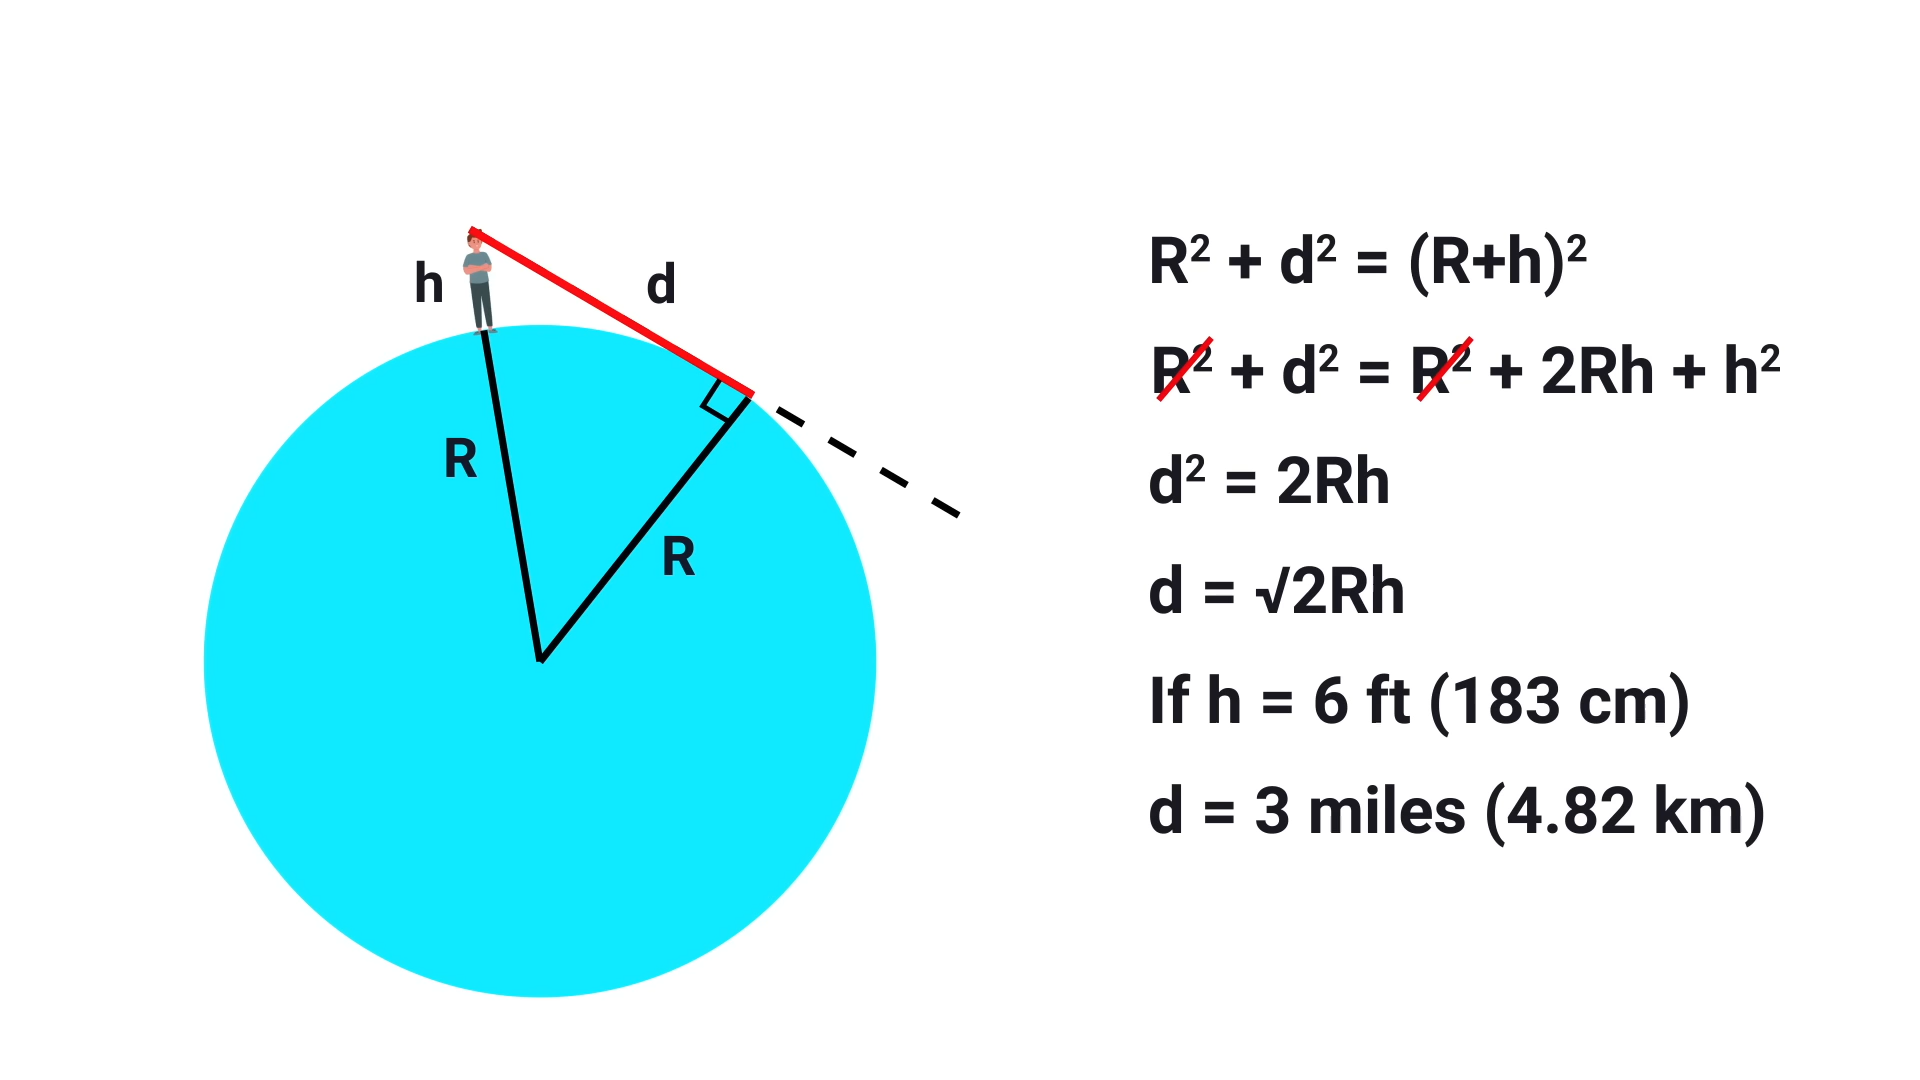 h
d
R
R
R² + d² = (R+h)²
R² + d² = R² + 2Rh + h²
d² = 2Rh
d = √2Rh
If h = 6 ft (183 cm)
d = 3 miles (4.82 km)